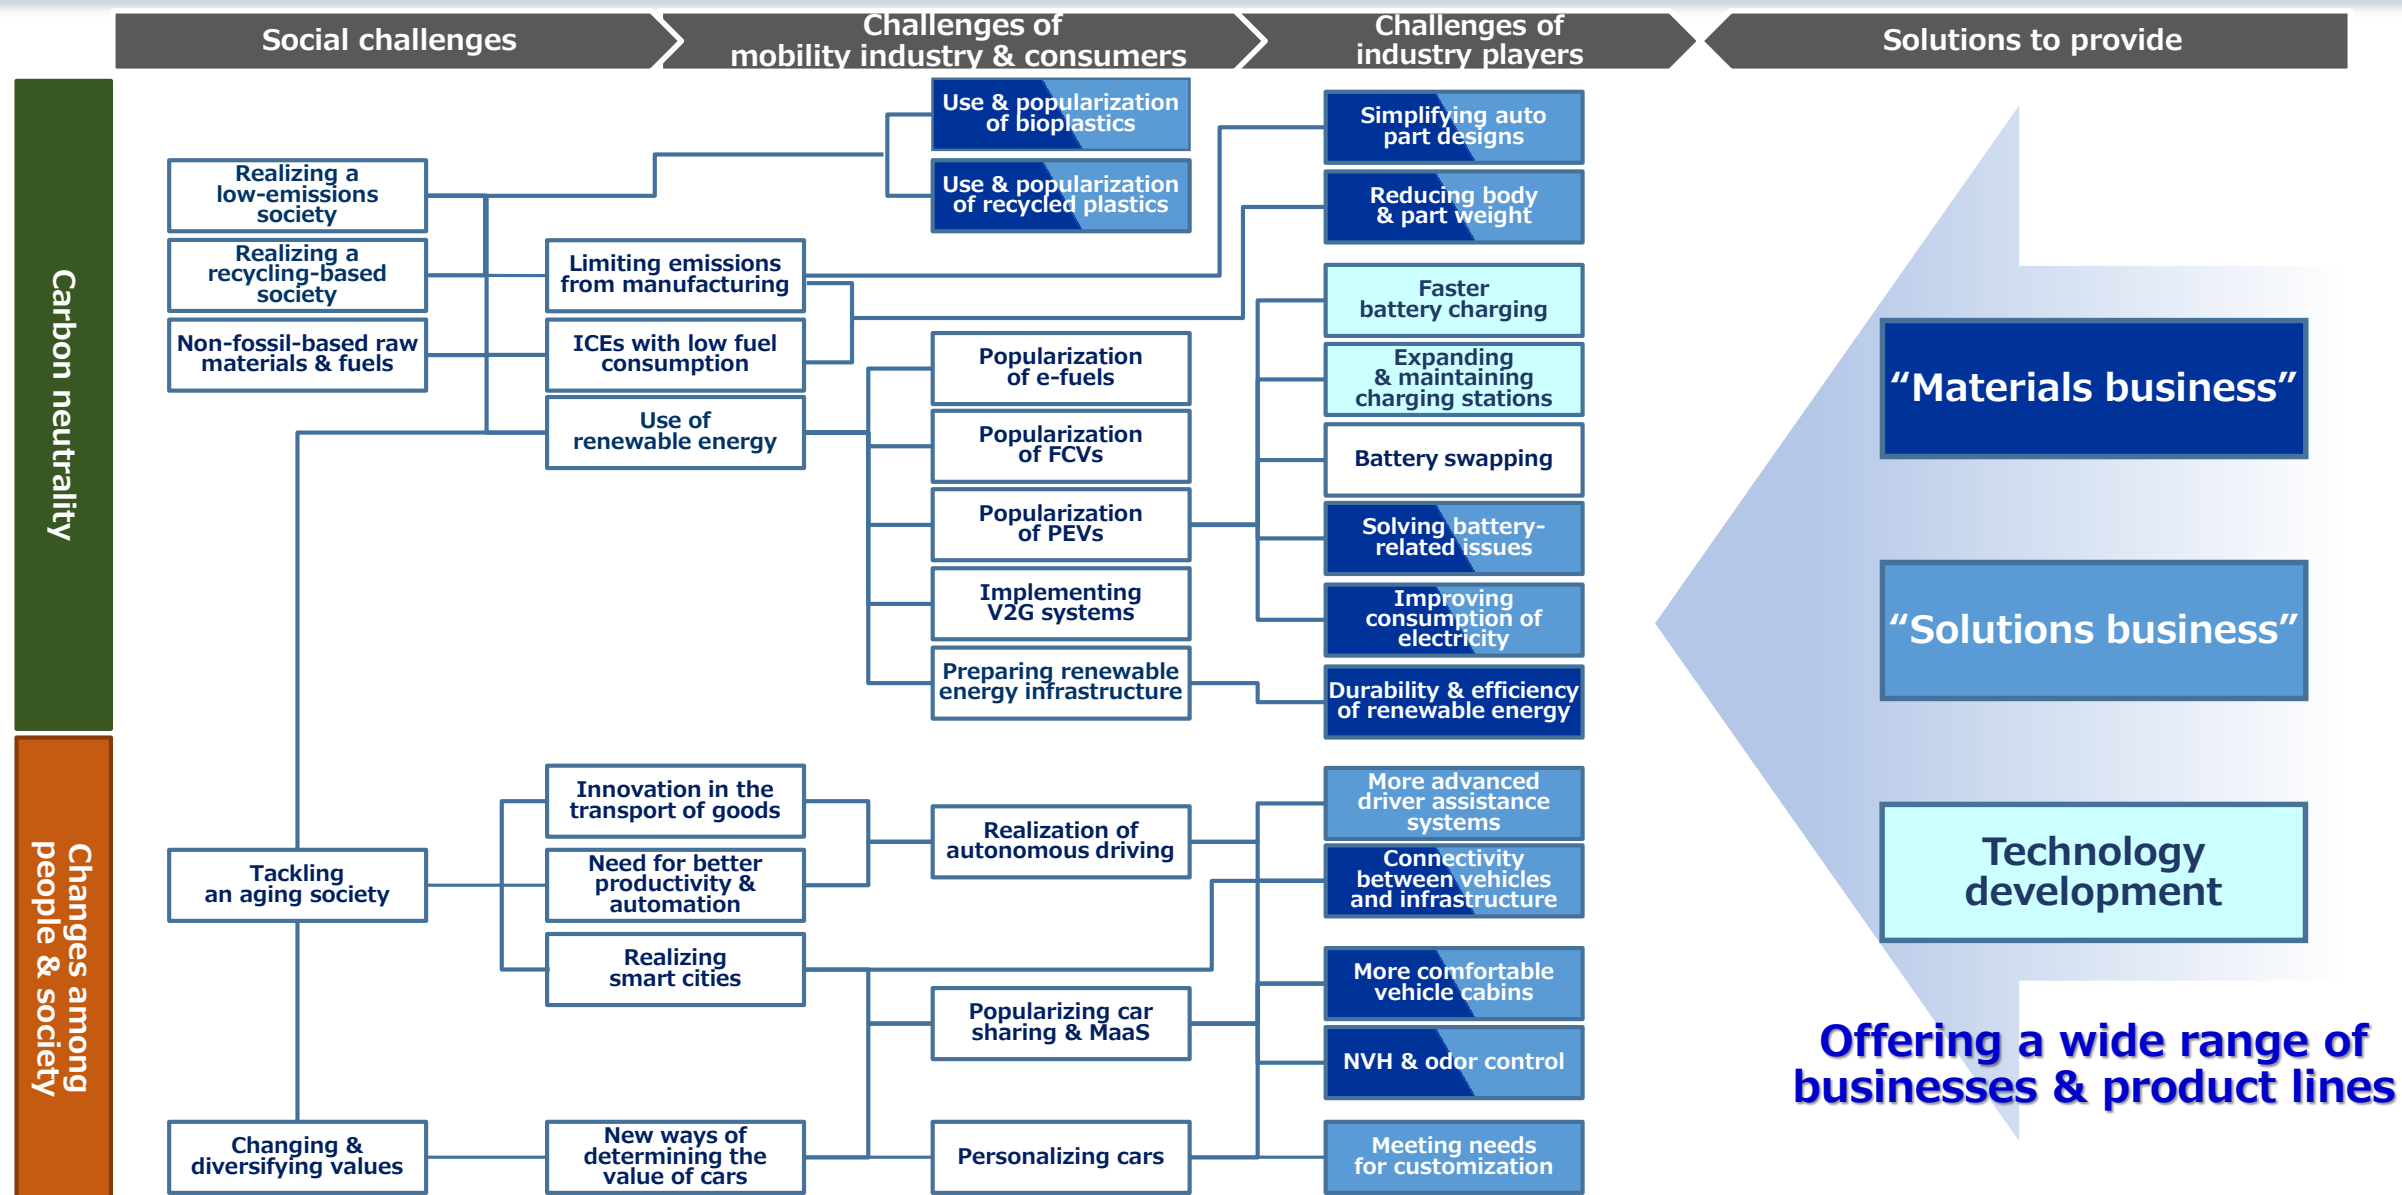 Social challenges
Challenges of
mobility industry & consumers
Challenges of
industry players
Solutions to provide
Carbon neutrality
Realizing a
low-emissions
society
Realizing a
recycling-based
society
Non-fossil-based raw
materials & fuels
Limiting emissions
from manufacturing
ICEs with low fuel
consumption
Use of
renewable energy
Use & popularization
of bioplastics
Use & popularization
of recycled plastics
Popularization
of e-fuels
Popularization
of FCVs
Popularization
of PEVs
Implementing
V2G systems
Preparing renewable
energy infrastructure
Simplifying auto
part designs
Reducing body
& part weight
Faster
battery charging
Expanding
& maintaining
charging stations
Battery swapping
Solving battery-
related issues
Improving
consumption of
electricity
Durability & efficiency
of renewable energy
Changes among
people & society
Tackling
an aging society
Changing &
diversifying values
Innovation in the
transport of goods
Need for better
productivity &
automation
Realizing
smart cities
New ways of
determining the
value of cars
Realization of
autonomous driving
Popularizing car
sharing & MaaS
Personalizing cars
More advanced
driver assistance
systems
Connectivity
between vehicles
and infrastructure
More comfortable
vehicle cabins
NVH & odor control
Meeting needs
for customization
“Materials business”
“Solutions business”
Technology
development
Offering a wide range of
businesses & product lines